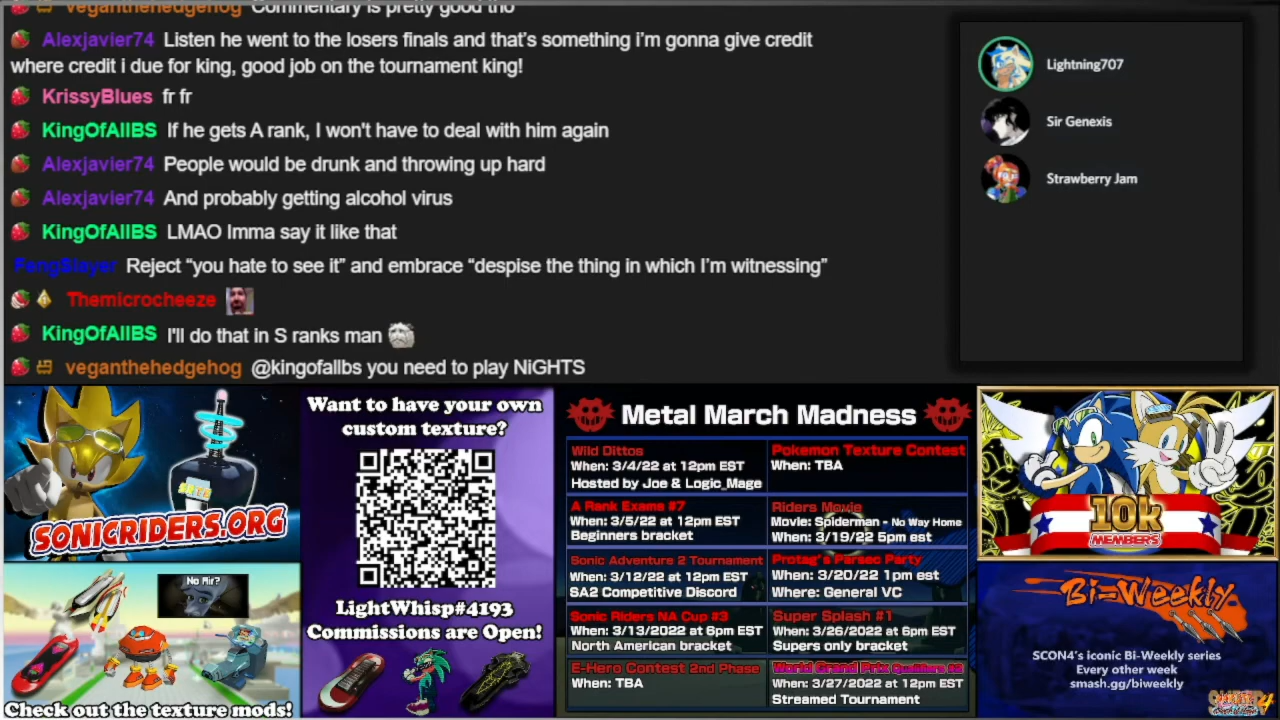 veganthehedgehog Commentary is pretty good tho
Alexjavier74 Listen he went to the losers finals and that's something i'm gonna give credit
where credit i due for king, good job on the tournament king!
KrissyBlues fr fr
KingOfAllBS If he gets A rank, I won't have to deal with him again
Alexjavier74 People would be drunk and throwing up hard
Alexjavier74 And probably getting alcohol virus
KingOfAllBS LMAO Imma say it like that
FangSlayer Reject “you hate to see it” and embrace “despise the thing in which I'm witnessing”
Themicrocheeze
KingOfAllBS I'll do that in S ranks man
veganthehedgehog @kingofallbs you need to play NiGHTS
Lightning707
Sir Genexis
Strawberry Jam
SONICRIDERS.ORG
No Air?
Check out the texture mods!
Want to have your own
custom texture?
LightWhisp#4193
Commissions are Open!
Metal March Madness
Wild Dittos
When: 3/4/22 at 12pm EST
Hosted by Joe & Logic_Mage
A Rank Exams #7
When: 3/5/22 at 12pm EST
Beginners bracket
Sonic Adventure 2 Tournament
When: 3/12/22 at 12pm EST
SA2 Competitive Discord
Sonic Riders NA Cup #3
When: 3/13/2022 at 6pm EST
North American bracket
E-Hero Contest 2nd Phase
When: TBA
Pokemon Texture Contest
When: TBA
Riders Movie
Movie: Spiderman - No Way Home
When: 3/19/22 5pm est
Protag's Parsec Party
When: 3/20/22 1pm est
Where: General VC
Super Splash #1
When: 3/26/2022 at 6pm EST
Supers only bracket
World Grand Prix Qualifiers #2
When: 3/27/2022 at 12pm EST
Streamed Tournament
10k
MEMBERS
Bi-Weekly
SCON4's iconic Bi-Weekly series
Every other week
smash.gg/biweekly